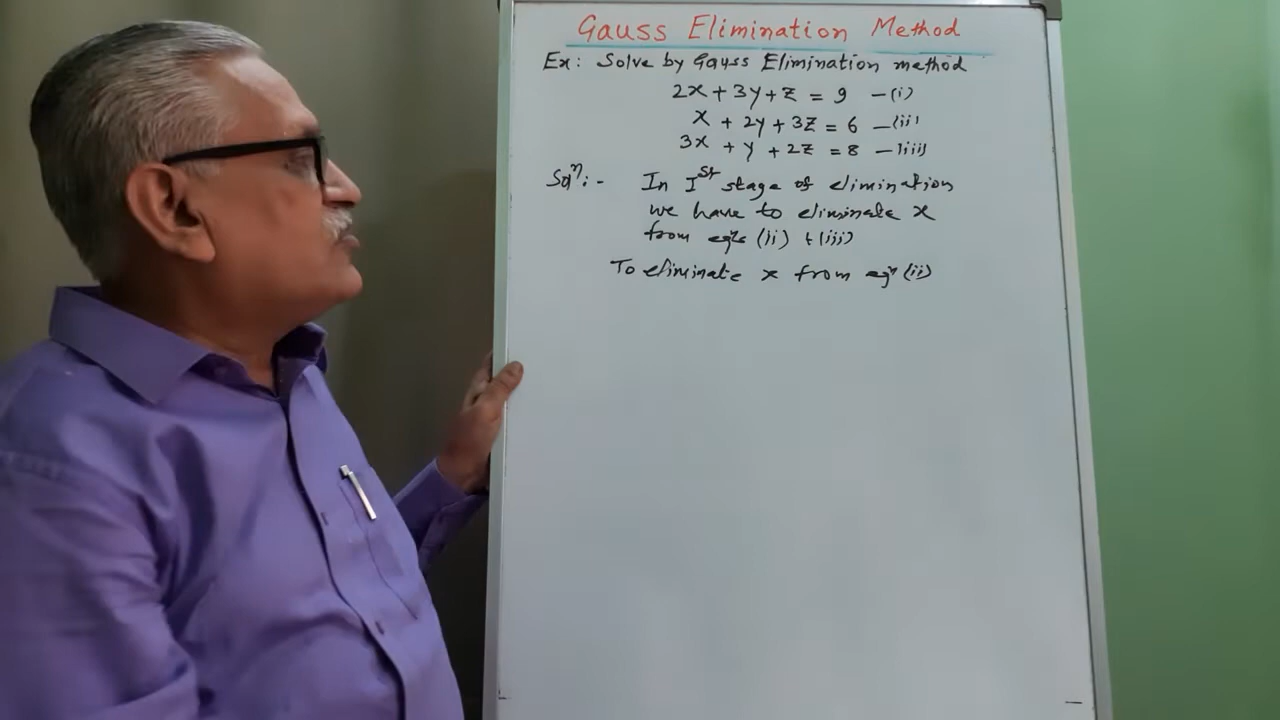 Gauss Elimination Method
Ex: Solve by Gauss Elimination method
2x + 3y + z = 9 -(i)
x + 2y + 3z = 6 -(ii)
3x + y + 2z = 8 -(iii)
Solⁿ:- In Iˢᵗ stage of elimination
we have to eliminate x
from eqⁿs (ii) + (iii)
To eliminate x from eqⁿ (ii)